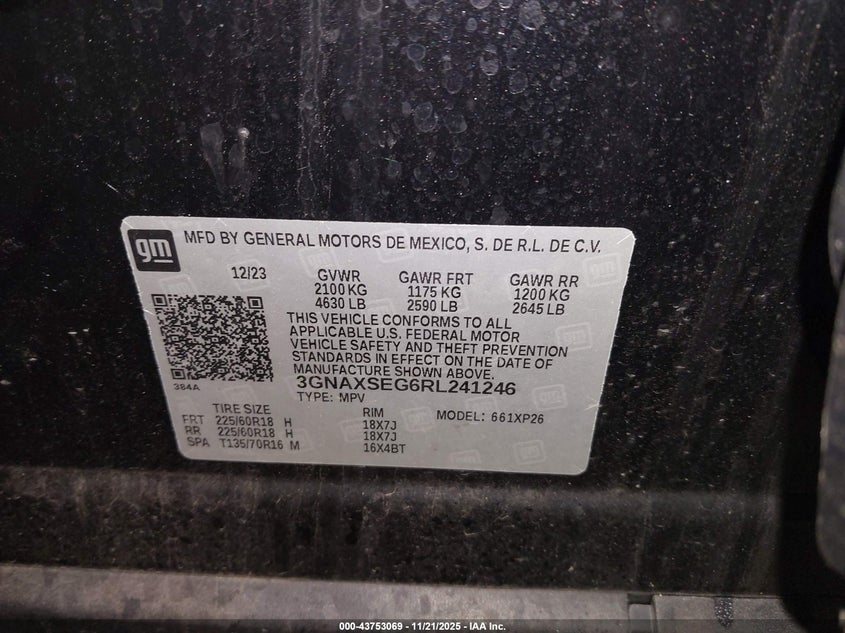 gm MFD BY GENERAL MOTORS DE MEXICO, S. DE R.L. DE C.V.
12/23 GVWR GAWR FRT GAWR RR
2100 KG 1175 KG 1200 KG
4630 LB 2590 LB 2645 LB
THIS VEHICLE CONFORMS TO ALL
APPLICABLE U.S. FEDERAL MOTOR
VEHICLE SAFETY AND THEFT PREVENTION
STANDARDS IN EFFECT ON THE DATE OF
MANUFACTURE SHOWN ABOVE.
384A
3GNAXSEG6RL241246
TYPE: MPV
TIRE SIZE RIM MODEL: 661XP26
FRT 225/60R18 H 18X7J
RR 225/60R18 H 18X7J
SPA T135/70R16 M 16X4BT
000-43753069 - 11/21/2025 - IAA Inc.